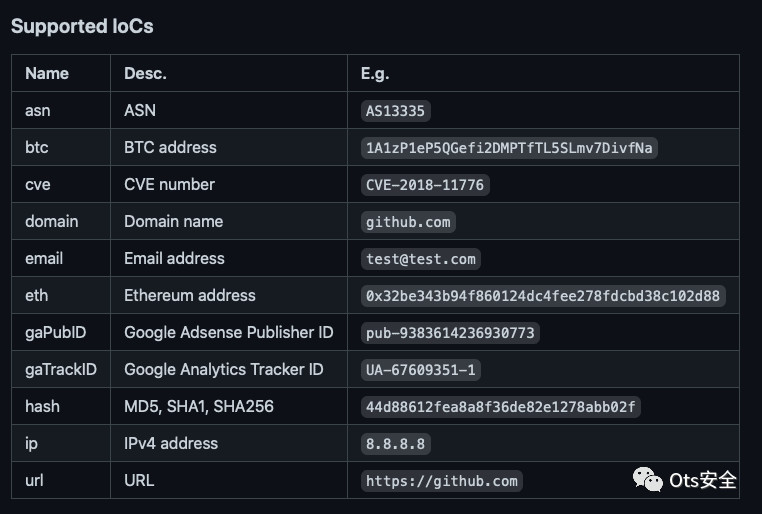 Supported IoCs
Name Desc. E.g.
asn ASN AS13335
btc BTC address 1A1zP1eP5QGefi2DMPTfTL5SLmv7DivfNa
cve CVE number CVE-2018-11776
domain Domain name github.com
email Email address test@test.com
eth Ethereum address 0x32be343b94f860124dc4fee278fdcbd38c102d88
gaPubID Google Adsense Publisher ID pub-9383614236930773
gaTrackID Google Analytics Tracker ID UA-67609351-1
hash MD5, SHA1, SHA256 44d88612fea8a8f36de82e1278abb02f
ip IPv4 address 8.8.8.8
url URL https://github.com
Ots安全